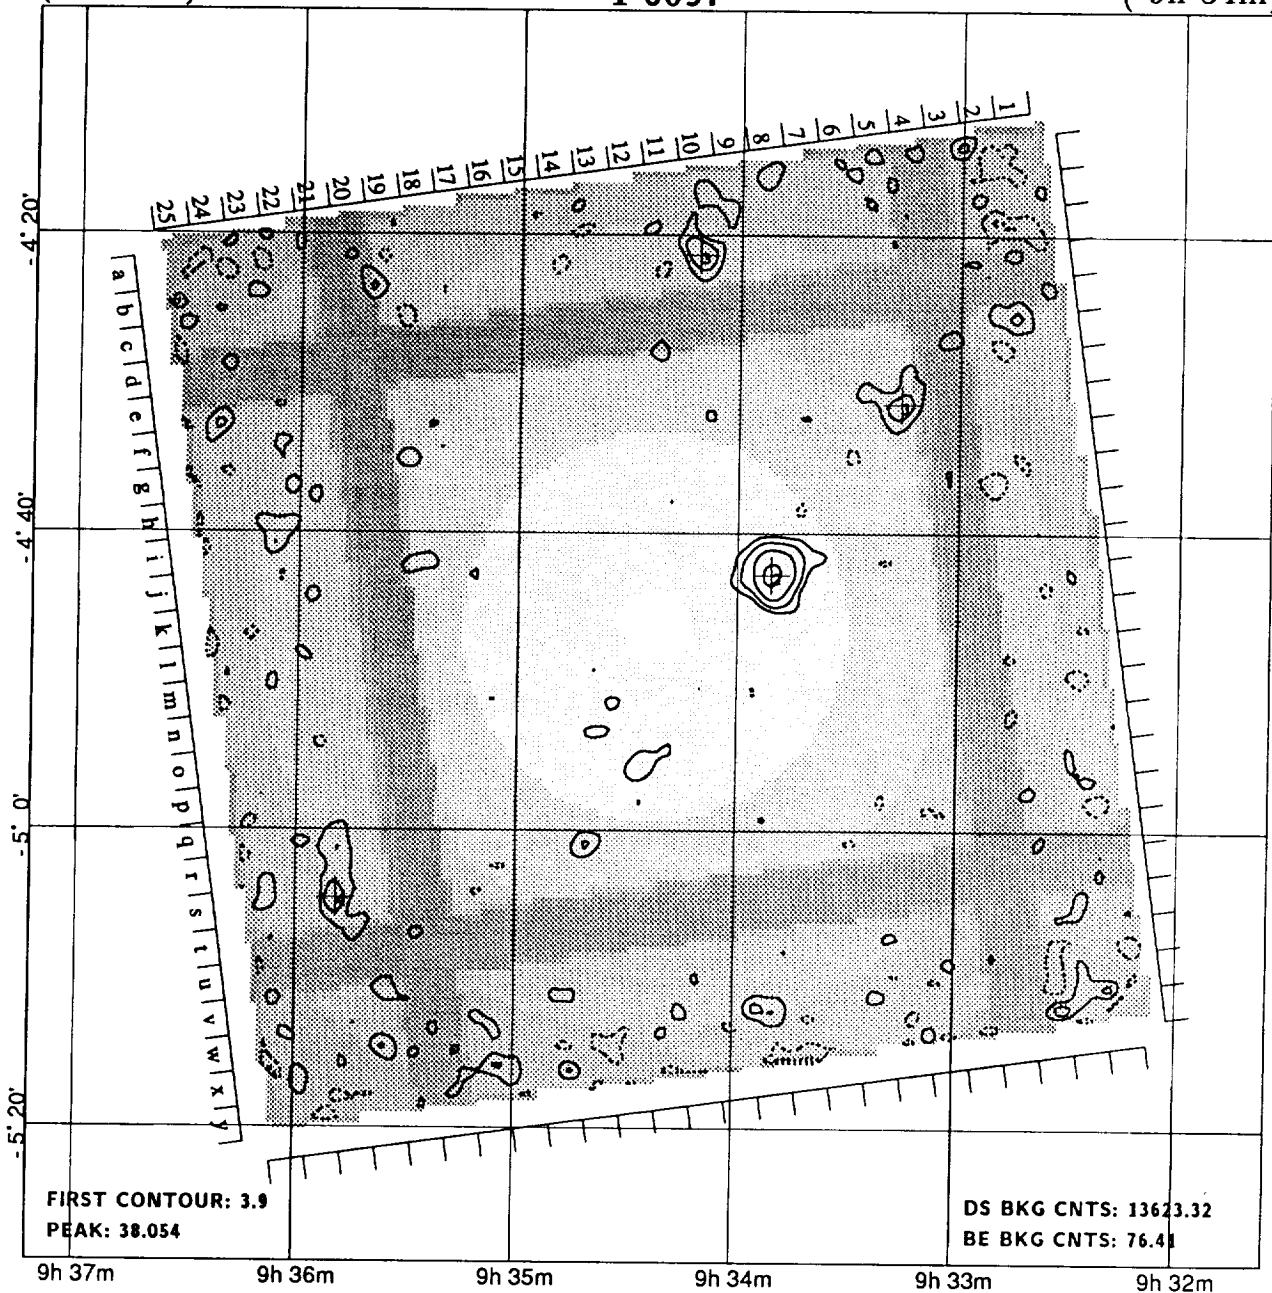 1 2 3 4 5 6 7 8 9 10 11 12 13 14 15 16 17 18 19 20 21 22 23 24 25
a b c d e f g h i j k l m n o p q r s t u v w x y
-4° 20'
-4° 40'
-5° 0'
-5° 20'
FIRST CONTOUR: 3.9
PEAK: 38.054
DS BKG CNTS: 13623.32
BE BKG CNTS: 76.41
9h 37m 9h 36m 9h 35m 9h 34m 9h 33m 9h 32m